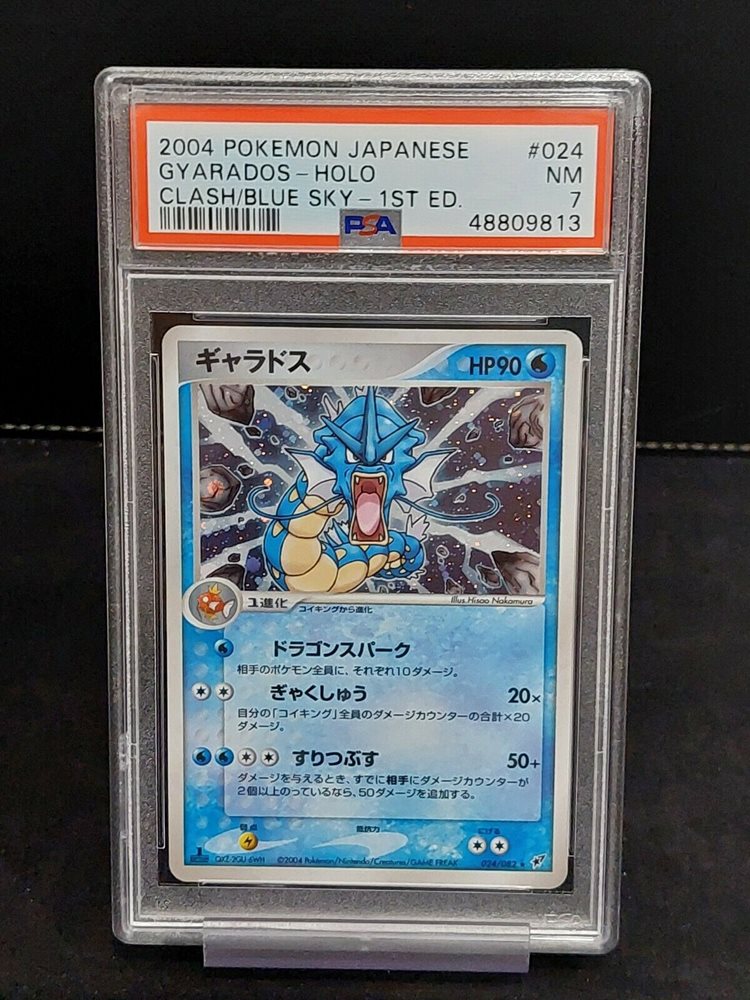 2004 POKEMON JAPANESE #024
GYARADOS - HOLO NM
CLASH/BLUE SKY - 1ST ED. 7
PSA 48809813
ギャラドス HP90
Illus. Hisao Nakamura
1進化 コイキングから進化
ドラゴンスパーク
相手のポケモン全員に、それぞれ10ダメージ。
ぎゃくしゅう 20×
自分の「コイキング」全員のダメージカウンターの合計×20
ダメージ。
すりつぶす 50+
ダメージを与えるとき、すでに相手にダメージカウンターが
2個以上のっているなら、50ダメージを追加する。
弱点 抵抗力 にげる
1
©2004 Pokémon/Nintendo/Creatures/GAME FREAK 024/082 ★